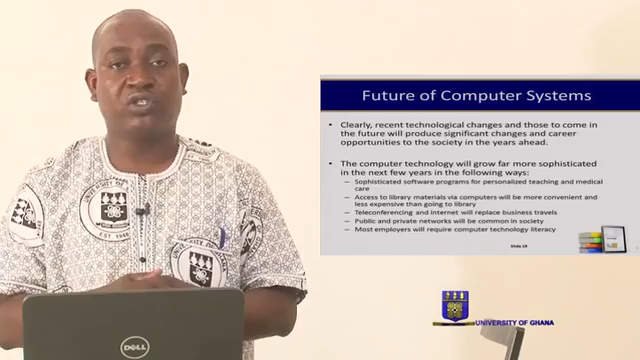 Future of Computer Systems
Clearly, recent technological changes and those to come in
the future will produce significant changes and career
opportunities to the society in the years ahead.
The computer technology will grow far more sophisticated
in the next few years in the following ways:
Sophisticated software programs for personalized teaching and medical
care
Access to library materials via computers will be more convenient and
less expensive than going to library
Teleconferencing and internet will replace business travels
Public and private networks will be common in society
Most employers will require computer technology literacy
Slide 18
UNIVERSITY OF GHANA
DELL